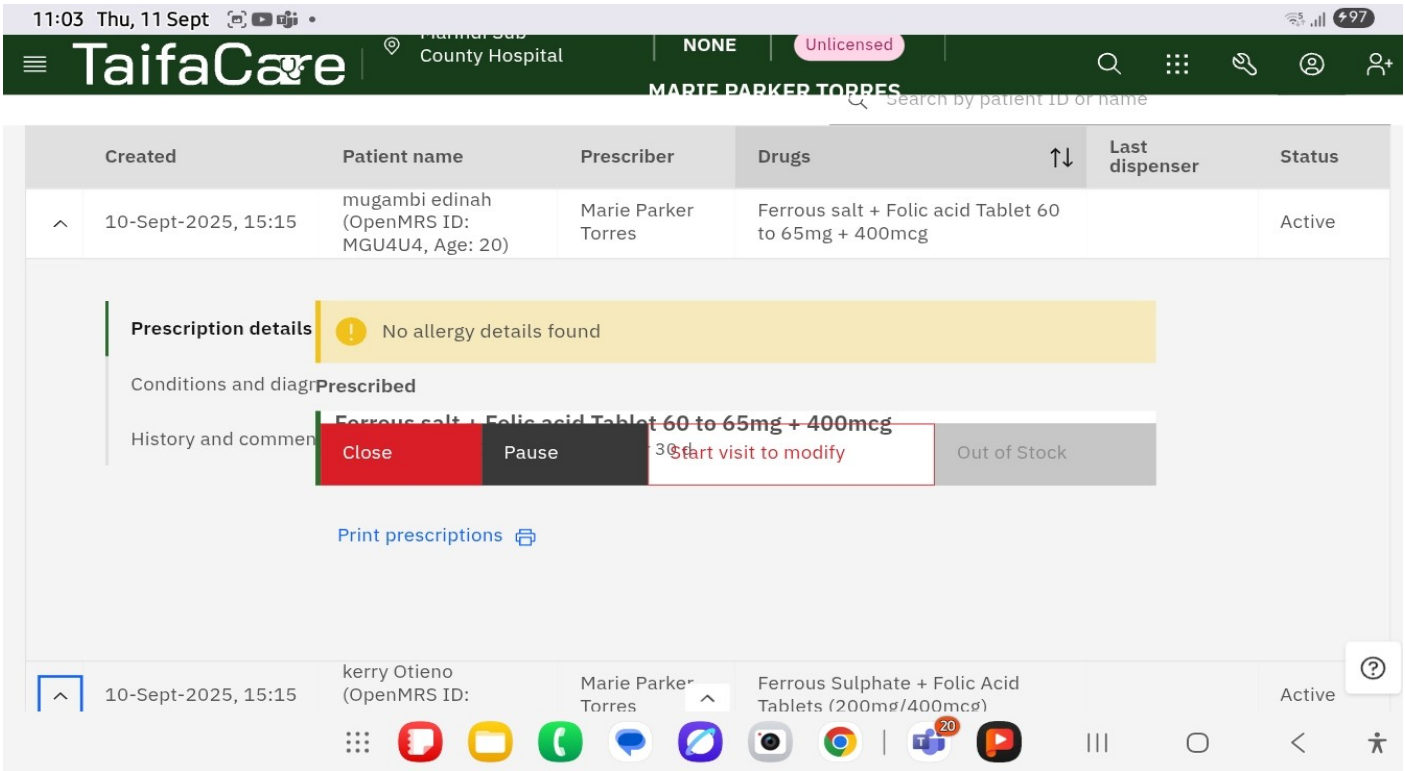 11:03 Thu, 11 Sept
97
TaifaCare
County Hospital
NONE
Unlicensed
MARIE PARKER TORRES
Search by patient ID or name
Created
Patient name
Prescriber
Drugs
Last
dispenser
Status
10-Sept-2025, 15:15
mugambi edinah
(OpenMRS ID:
MGU4U4, Age: 20)
Marie Parker
Torres
Ferrous salt + Folic acid Tablet 60
to 65mg + 400mcg
Active
Prescription details
Conditions and diagn
History and commen
No allergy details found
Prescribed
Ferrous salt + Folic acid Tablet 60 to 65mg + 400mcg
30 d
Close
Pause
Start visit to modify
Out of Stock
Print prescriptions
10-Sept-2025, 15:15
kerry Otieno
(OpenMRS ID:
Marie Parker
Torres
Ferrous Sulphate + Folic Acid
Tablets (200mg/400mcg)
Active
20